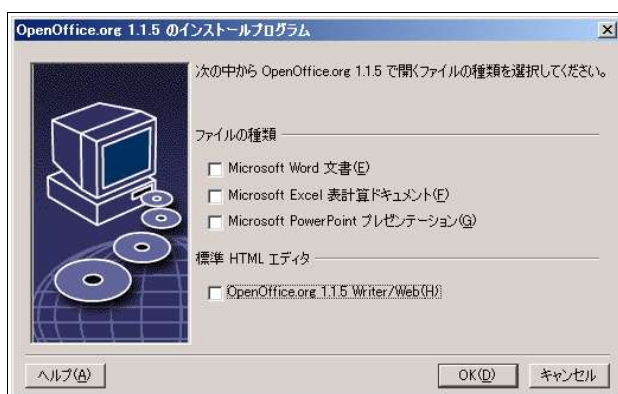 OpenOffice.org 1.1.5 のインストールプログラム
次の中から OpenOffice.org 1.1.5 で開くファイルの種類を選択してください。
ファイルの種類
Microsoft Word 文書(E)
Microsoft Excel 表計算ドキュメント(F)
Microsoft PowerPoint プレゼンテーション(G)
標準 HTML エディタ
OpenOffice.org 1.1.5 Writer/Web(H)
ヘルプ(A)
OK(D)
キャンセル